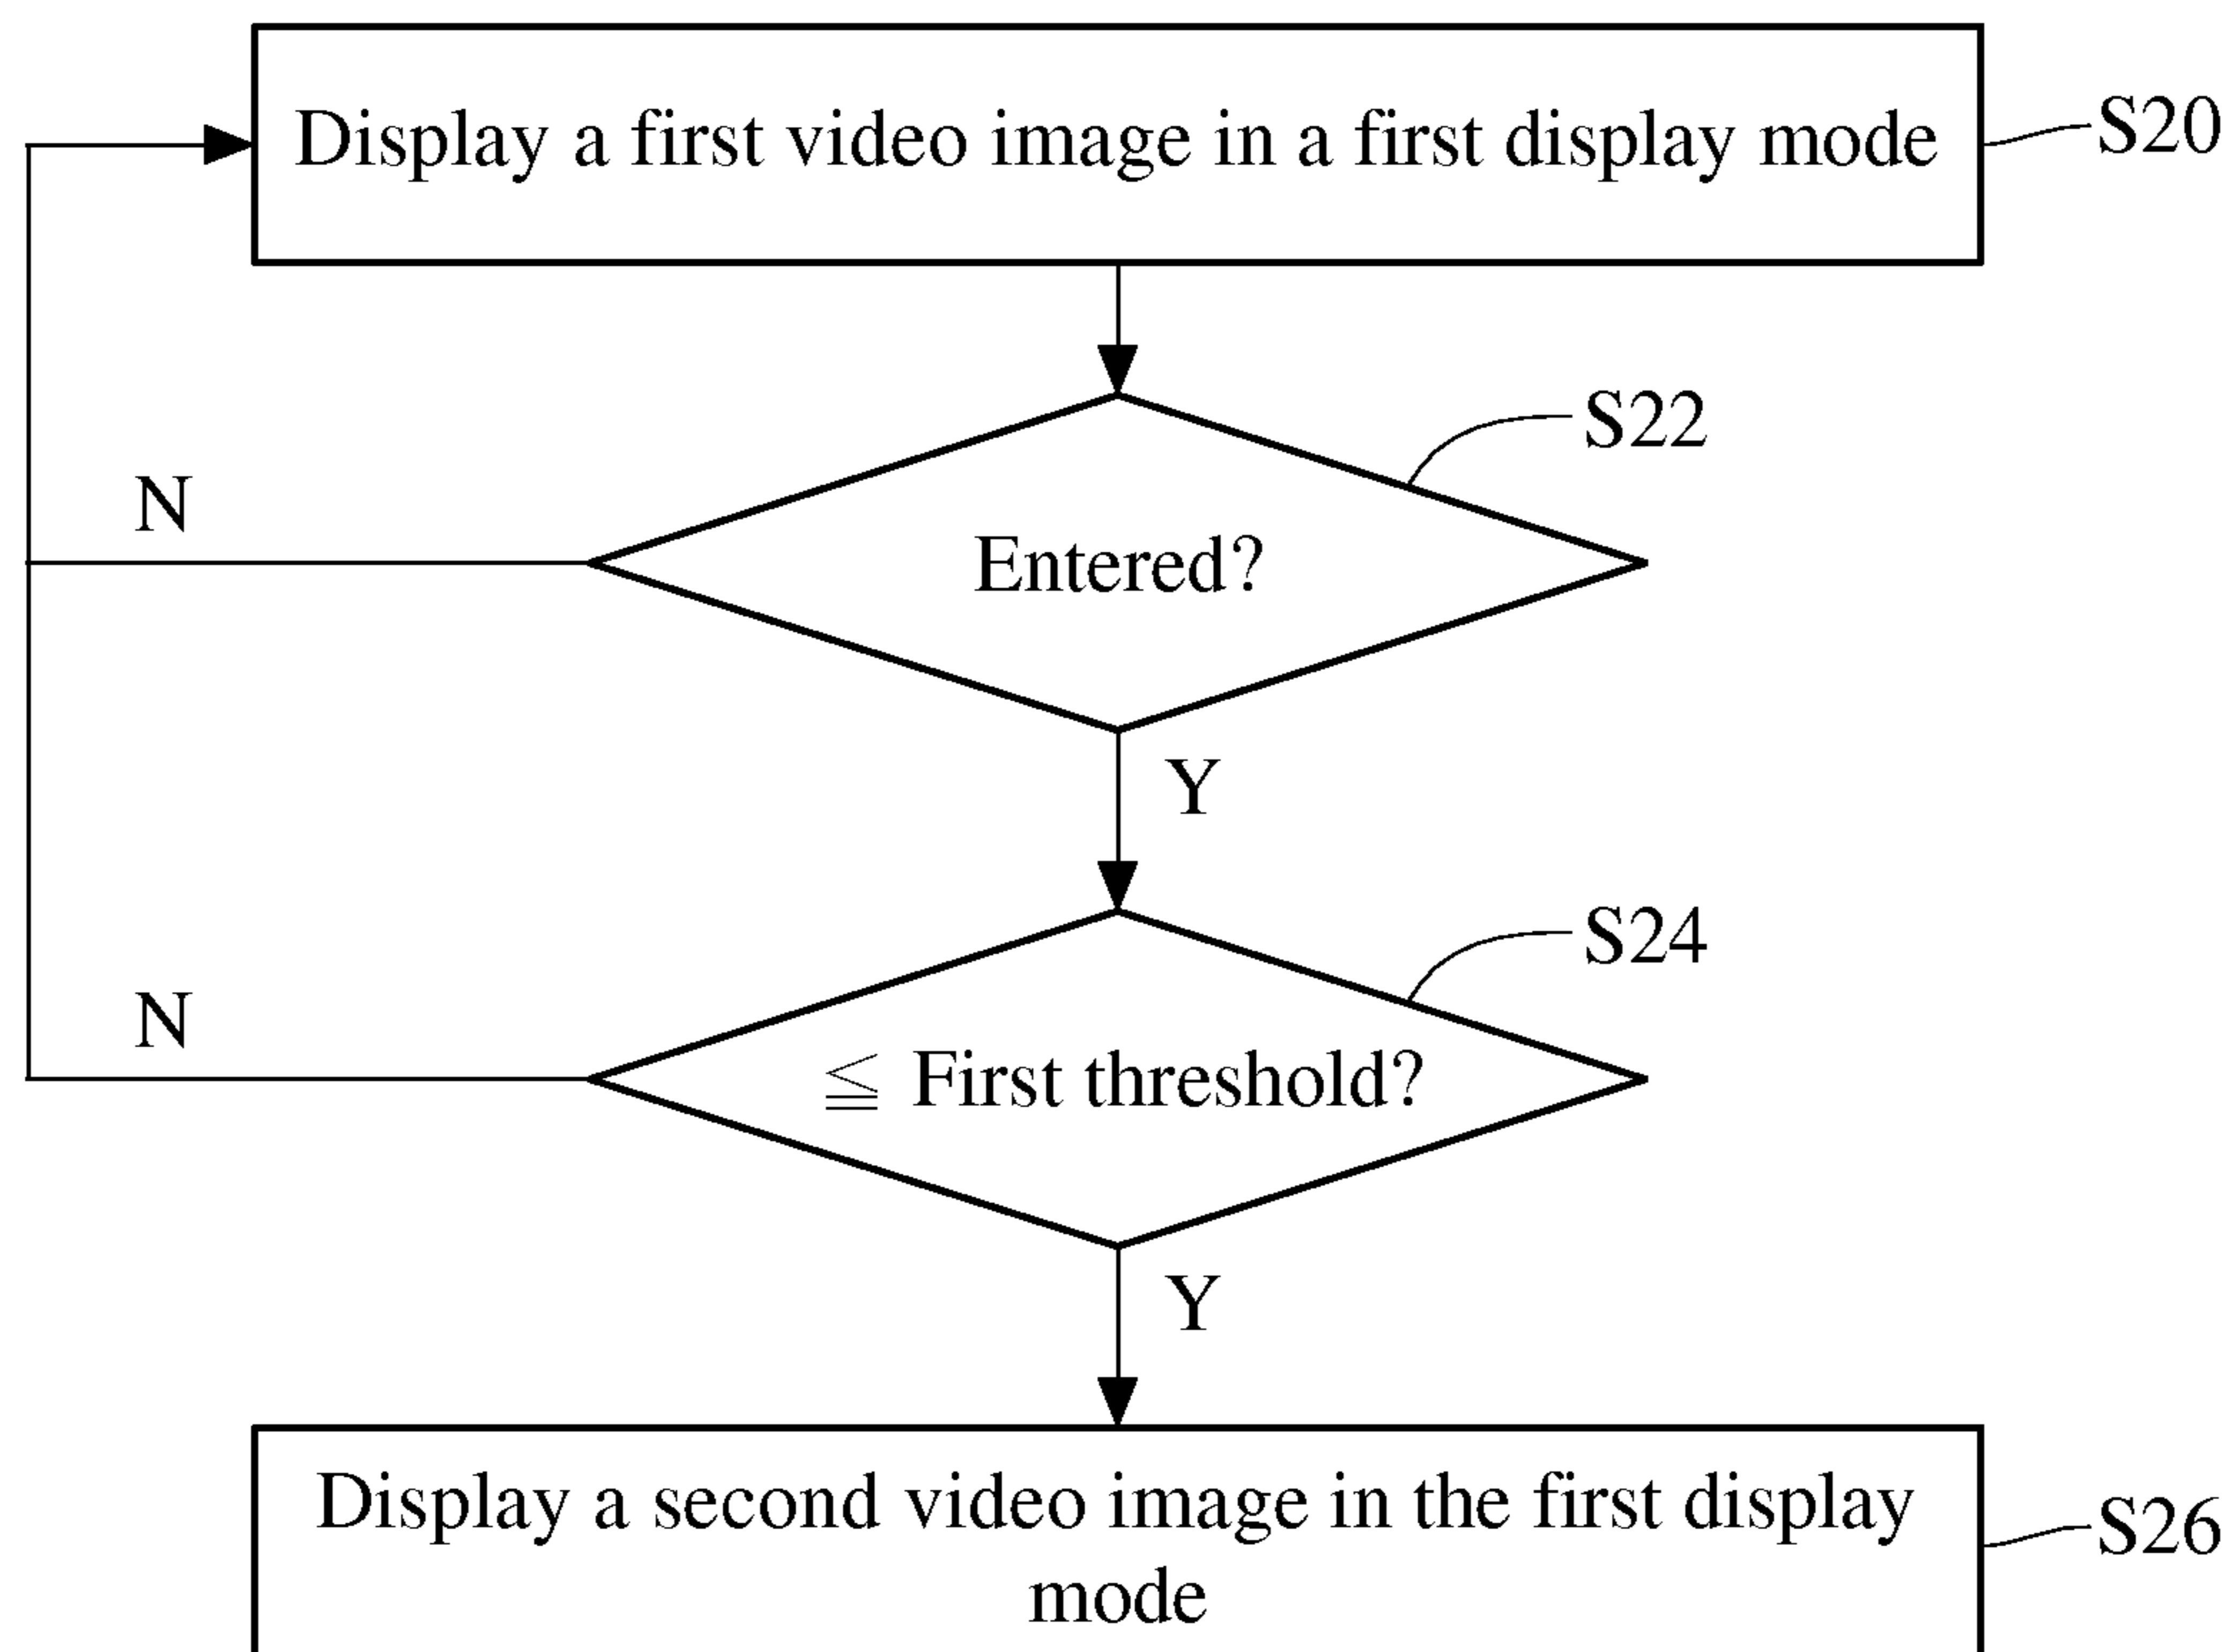 Display a first video image in a first display mode
S20
S22
N
Entered?
Y
S24
N
≦ First threshold?
Y
Display a second video image in the first display
mode
S26